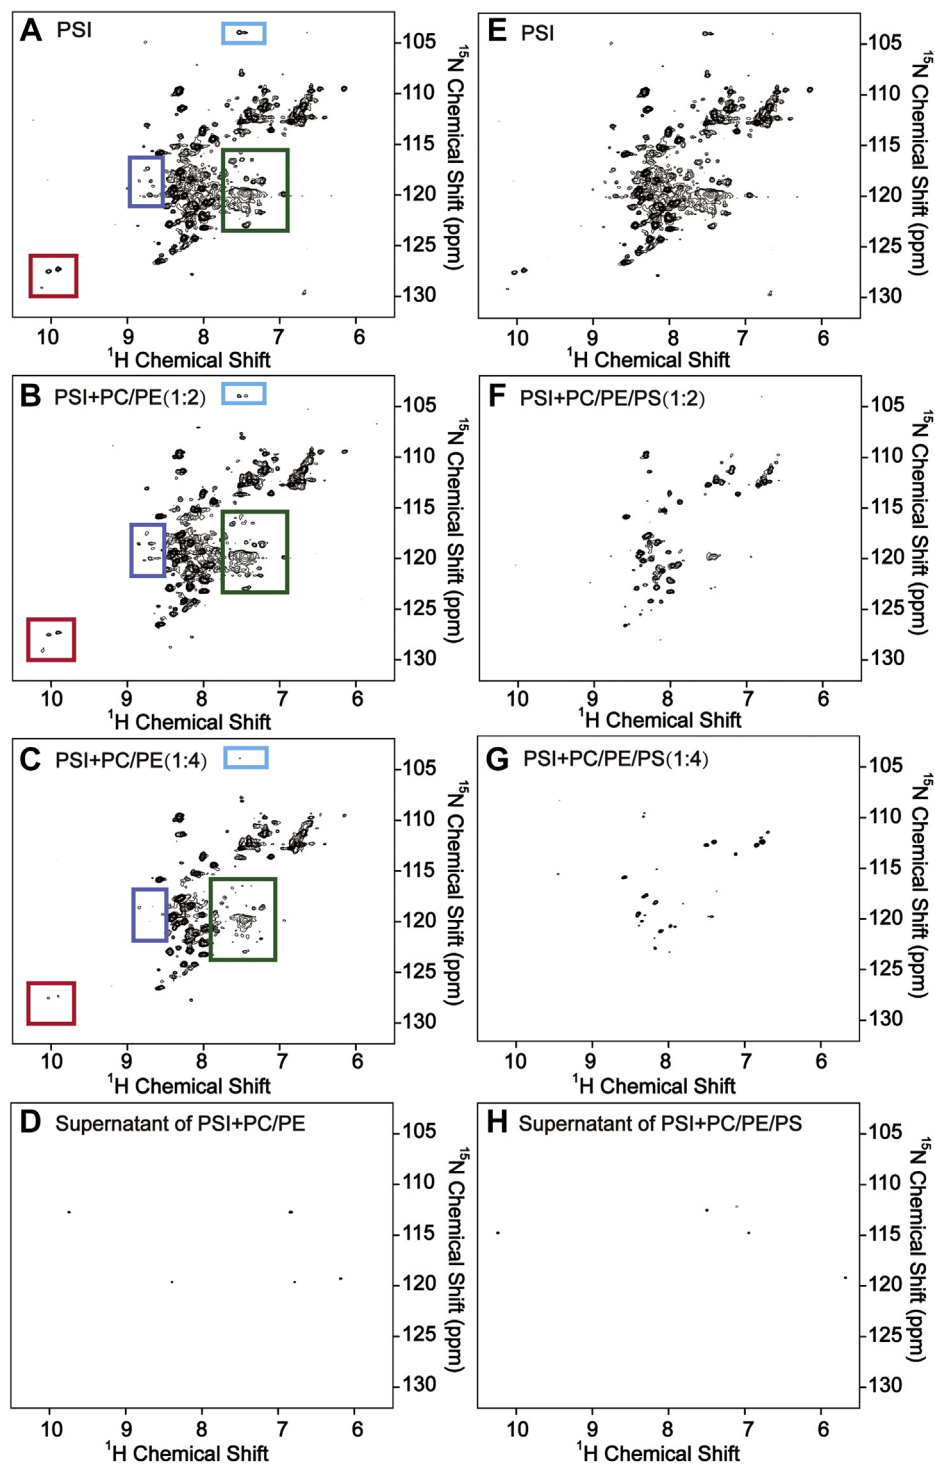 A PSI
105
110
115
120
125
130
¹⁵N Chemical Shift (ppm)
10 9 8 7 6
¹H Chemical Shift
E PSI
105
110
115
120
125
130
¹⁵N Chemical Shift (ppm)
10 9 8 7 6
¹H Chemical Shift
B PSI+PC/PE(1:2)
105
110
115
120
125
130
¹⁵N Chemical Shift (ppm)
10 9 8 7 6
¹H Chemical Shift
F PSI+PC/PE/PS(1:2)
105
110
115
120
125
130
¹⁵N Chemical Shift (ppm)
10 9 8 7 6
¹H Chemical Shift
C PSI+PC/PE(1:4)
105
110
115
120
125
130
¹⁵N Chemical Shift (ppm)
10 9 8 7 6
¹H Chemical Shift
G PSI+PC/PE/PS(1:4)
105
110
115
120
125
130
¹⁵N Chemical Shift (ppm)
10 9 8 7 6
¹H Chemical Shift
D Supernatant of PSI+PC/PE
105
110
115
120
125
130
¹⁵N Chemical Shift (ppm)
10 9 8 7 6
¹H Chemical Shift
H Supernatant of PSI+PC/PE/PS
105
110
115
120
125
130
¹⁵N Chemical Shift (ppm)
10 9 8 7 6
¹H Chemical Shift